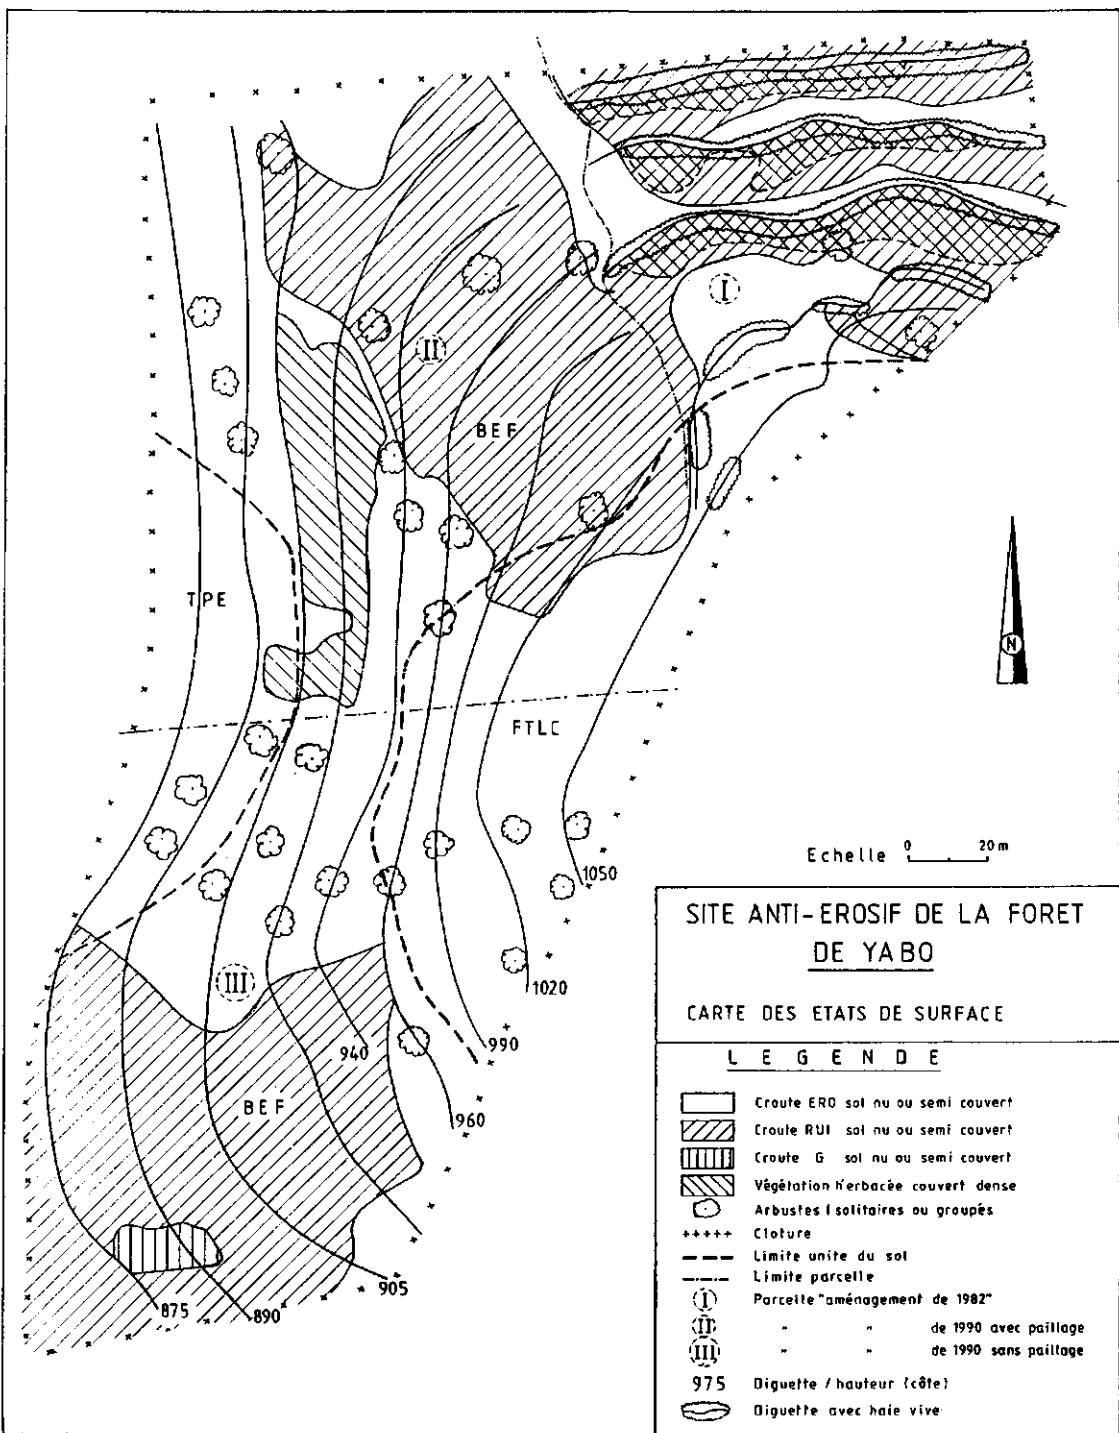 I
II
BEF
TPE
FTLC
N
Echelle 0 20 m
1050
1020
III
990
940
BEF
960
905
875
890
SITE ANTI-EROSIF DE LA FORET
DE YABO
CARTE DES ETATS DE SURFACE
LEGENDE
Croute ERO sol nu ou semi couvert
Croute RUI sol nu ou semi couvert
Croute G sol nu ou semi couvert
Végétation h'erbacée couvert dense
Arbustes I solitaires ou groupés
+++++ Cloture
Limite unite du sol
Limite parcelle
I Parcelle "aménagement de 1982"
II " " de 1990 avec paillage
III " " de 1990 sans paillage
975 Diguette / hauteur (côte)
Diguette avec haie vive